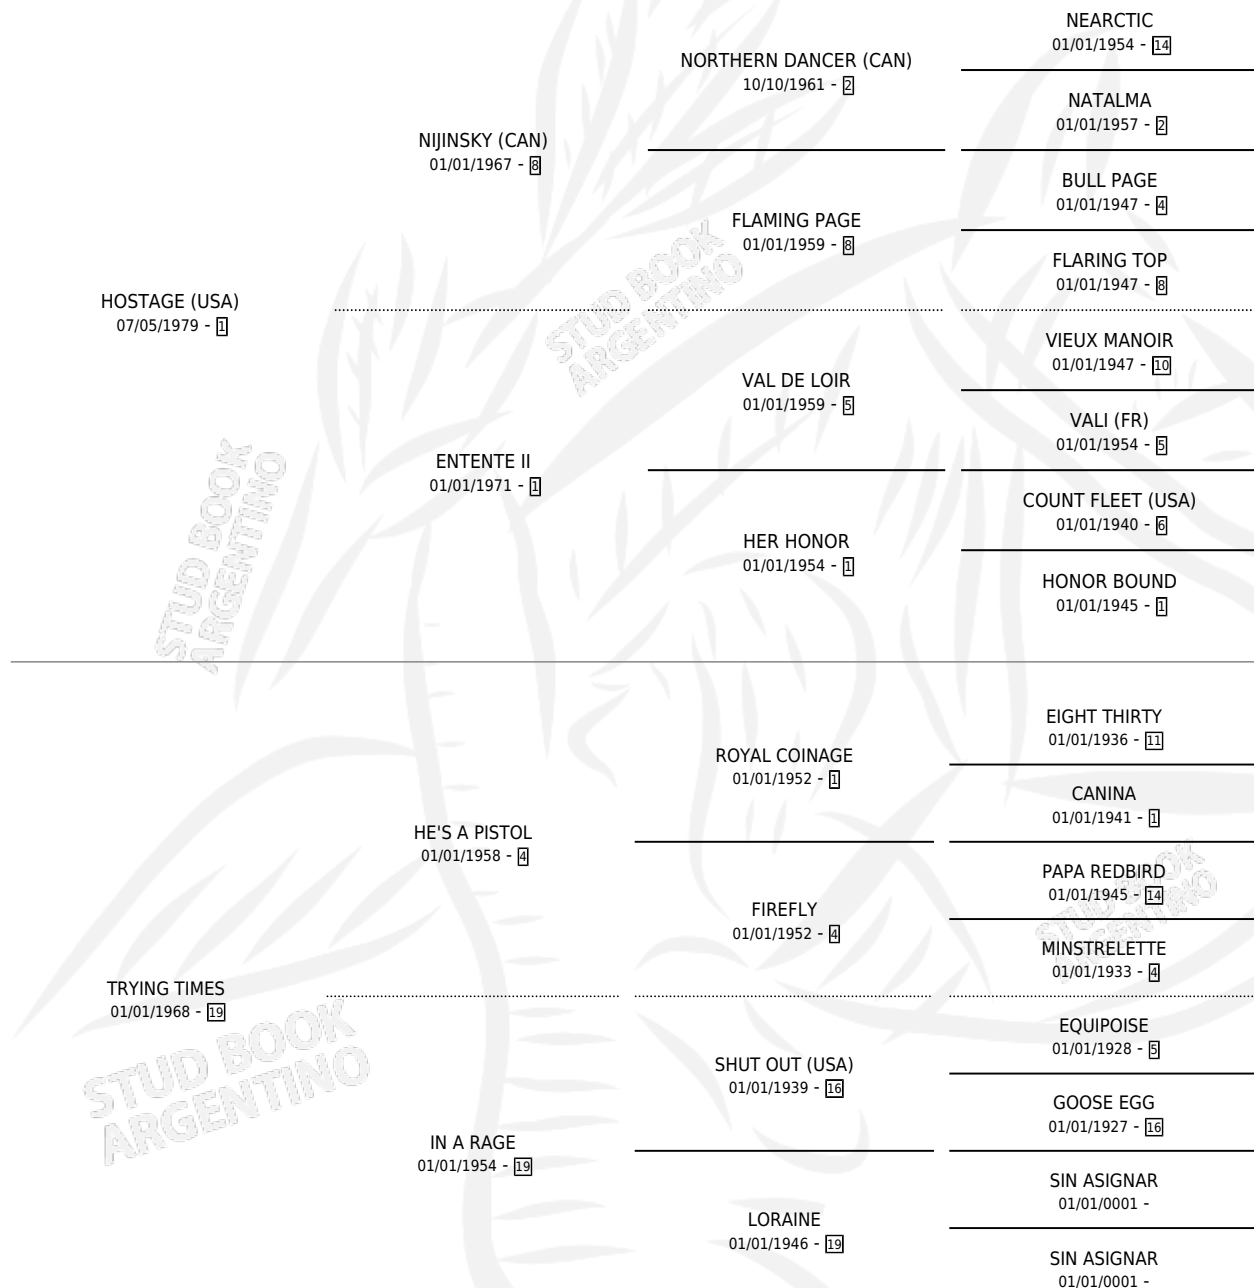 NEARCTIC
01/01/1954 - 14
NORTHERN DANCER (CAN)
10/10/1961 - 2
NATALMA
01/01/1957 - 2
NIJINSKY (CAN)
01/01/1967 - 8
BULL PAGE
01/01/1947 - 4
FLAMING PAGE
01/01/1959 - 8
FLARING TOP
01/01/1947 - 8
HOSTAGE (USA)
07/05/1979 - 1
VIEUX MANOIR
01/01/1947 - 10
VAL DE LOIR
01/01/1959 - 5
VALI (FR)
01/01/1954 - 5
ENTENTE II
01/01/1971 - 1
COUNT FLEET (USA)
01/01/1940 - 6
HER HONOR
01/01/1954 - 1
HONOR BOUND
01/01/1945 - 1
EIGHT THIRTY
01/01/1936 - 11
ROYAL COINAGE
01/01/1952 - 1
CANINA
01/01/1941 - 1
HE'S A PISTOL
01/01/1958 - 4
PAPA REDBIRD
01/01/1945 - 14
FIREFLY
01/01/1952 - 4
MINSTRELETTE
01/01/1933 - 4
TRYING TIMES
01/01/1968 - 19
EQUIPOISE
01/01/1928 - 5
SHUT OUT (USA)
01/01/1939 - 16
GOOSE EGG
01/01/1927 - 16
IN A RAGE
01/01/1954 - 19
SIN ASIGNAR
01/01/0001 -
LORAINE
01/01/1946 - 19
SIN ASIGNAR
01/01/0001 -
STUD BOOK
ARGENTINO
STUD BOOK
ARGENTINO
STUD BOOK
ARGENTINO
STUD BOOK
ARGENTINO